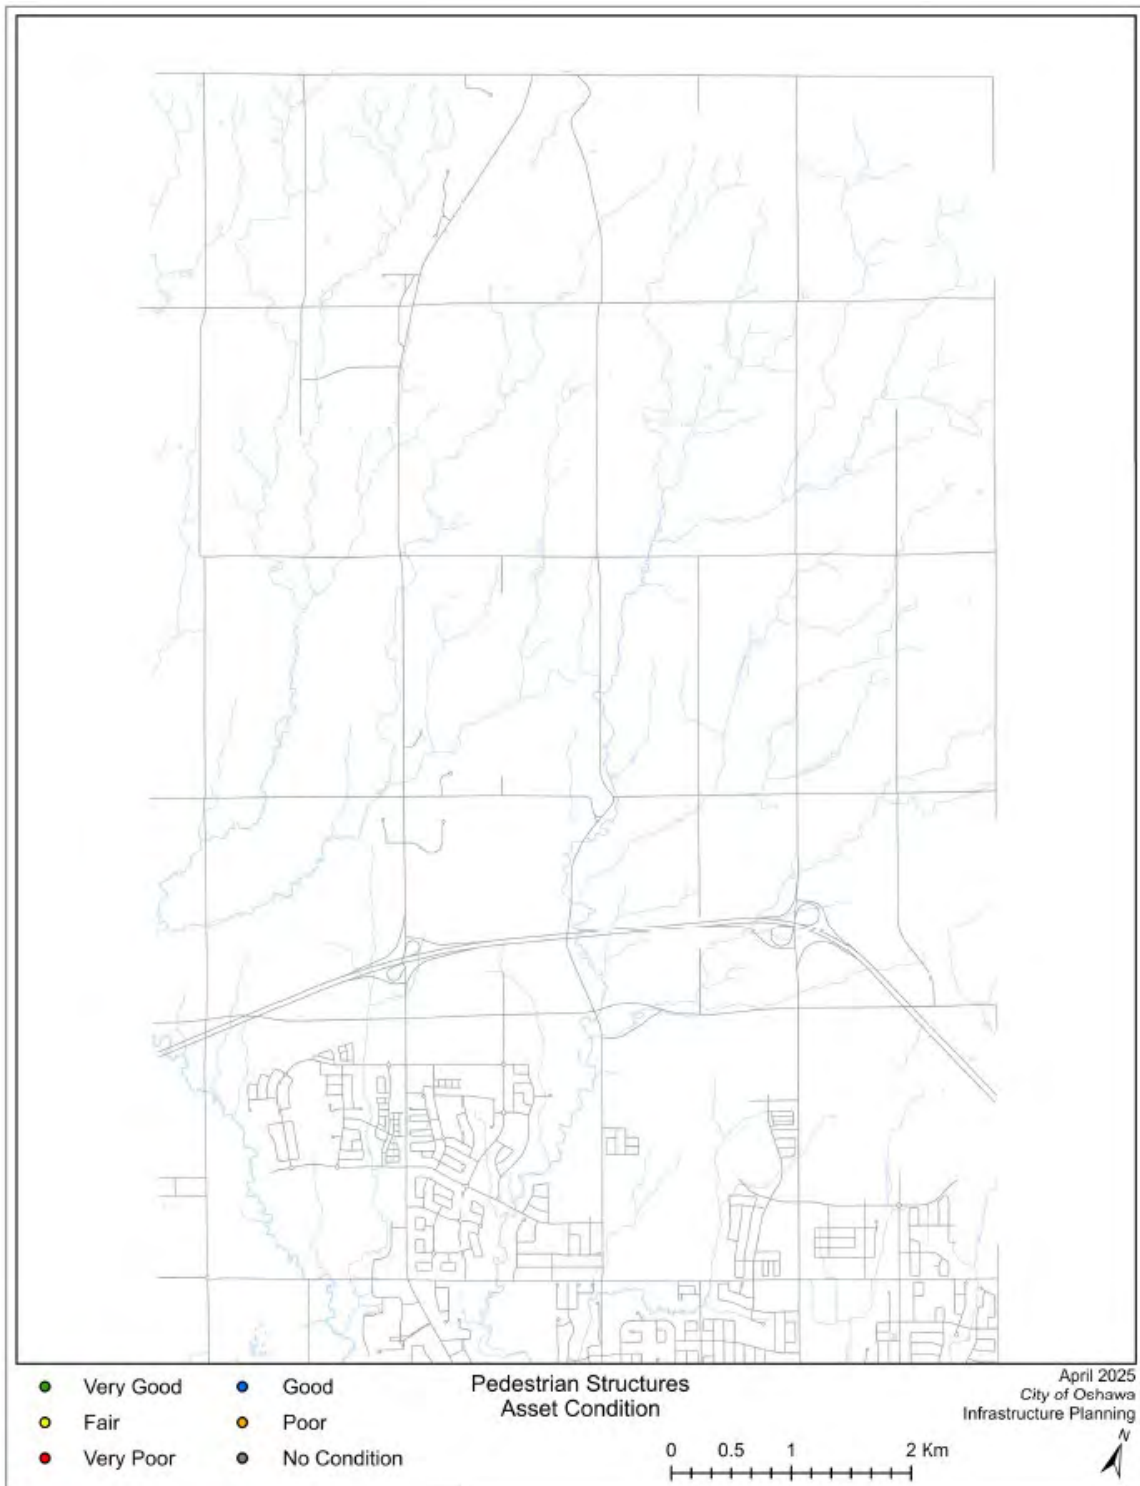 Very Good
Good
Fair
Poor
Very Poor
No Condition
Pedestrian Structures
Asset Condition
0 0.5 1 2 Km
April 2025
City of Oshawa
Infrastructure Planning
N